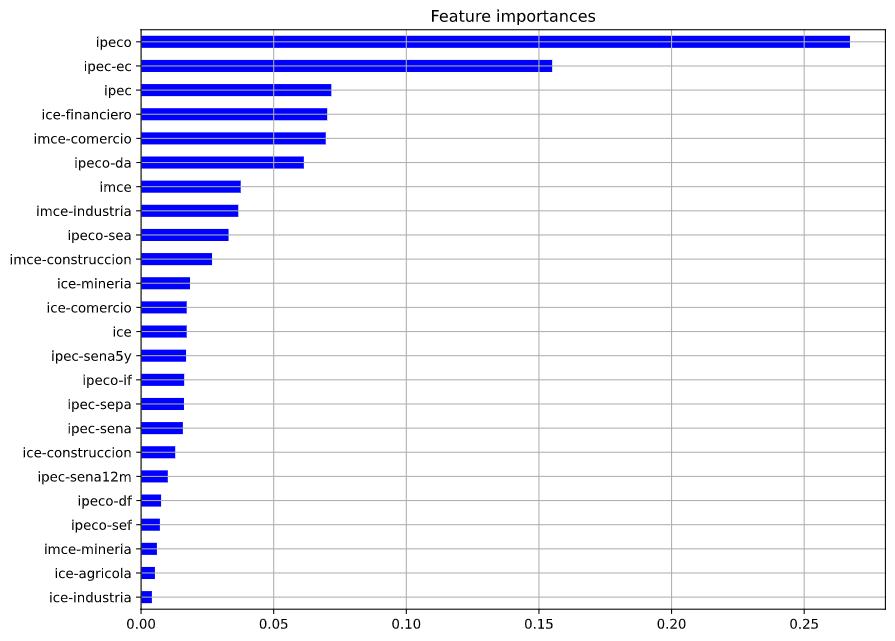 Feature importances
ipeco
ipec-ec
ipec
ice-financiero
imce-comercio
ipeco-da
imce
imce-industria
ipeco-sea
imce-construccion
ice-mineria
ice-comercio
ice
ipec-sena5y
ipeco-if
ipec-sepa
ipec-sena
ice-construccion
ipec-sena12m
ipeco-df
ipeco-sef
imce-mineria
ice-agricola
ice-industria
0.00 0.05 0.10 0.15 0.20 0.25